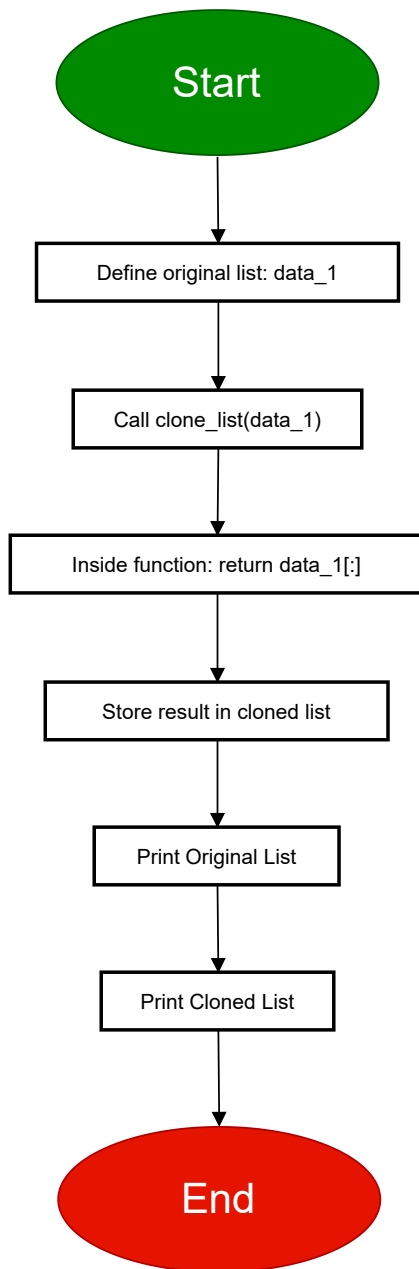 Start
Define original list: data_1
Call clone_list(data_1)
Inside function: return data_1[:]
Store result in cloned list
Print Original List
Print Cloned List
End